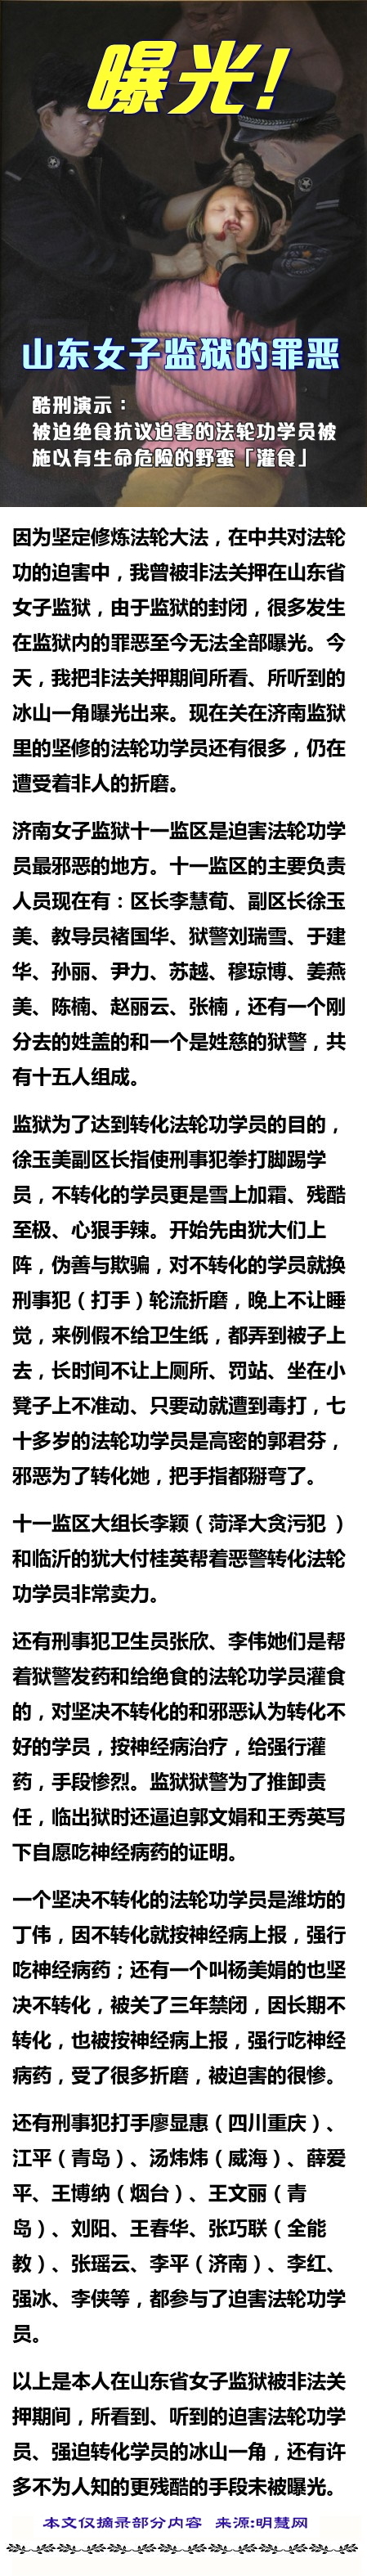 曝光!
山东女子监狱的罪恶
酷刑演示：
被迫绝食抗议迫害的法轮功学员被
施以有生命危险的野蛮「灌食」
因为坚定修炼法轮大法，在中共对法轮
功的迫害中，我曾被非法关押在山东省
女子监狱，由于监狱的封闭，很多发生
在监狱内的罪恶至今无法全部曝光。今
天，我把非法关押期间所看、所听到的
冰山一角曝光出来。现在关在济南监狱
里的坚修的法轮功学员还有很多，仍在
遭受着非人的折磨。
济南女子监狱十一监区是迫害法轮功学
员最邪恶的地方。十一监区的主要负责
人员现在有：区长李慧荀、副区长徐玉
美、教导员褚国华、狱警刘瑞雪、于建
华、孙丽、尹力、苏越、穆琼博、姜燕
美、陈楠、赵丽云、张楠，还有一个刚
分去的姓盖的和一个是姓慈的狱警，共
有十五人组成。
监狱为了达到转化法轮功学员的目的，
徐玉美副区长指使刑事犯拳打脚踢学
员，不转化的学员更是雪上加霜、残酷
至极、心狠手辣。开始先由犹大们上
阵，伪善与欺骗，对不转化的学员就换
刑事犯（打手）轮流折磨，晚上不让睡
觉，来例假不给卫生纸，都弄到被子上
去，长时间不让上厕所、罚站、坐在小
凳子上不准动、只要动就遭到毒打，七
十多岁的法轮功学员是高密的郭君芬，
邪恶为了转化她，把手指都掰弯了。
十一监区大组长李颖（菏泽大贪污犯 ）
和临沂的犹大付桂英帮着恶警转化法轮
功学员非常卖力。
还有刑事犯卫生员张欣、李伟她们是帮
着狱警发药和给绝食的法轮功学员灌食
的，对坚决不转化的和邪恶认为转化不
好的学员，按神经病治疗，给强行灌
药，手段惨烈。监狱狱警为了推卸责
任，临出狱时还逼迫郭文娟和王秀英写
下自愿吃神经病药的证明。
一个坚决不转化的法轮功学员是潍坊的
丁伟，因不转化就按神经病上报，强行
吃神经病药；还有一个叫杨美娟的也坚
决不转化，被关了三年禁闭，因长期不
转化，也被按神经病上报，强行吃神经
病药，受了很多折磨，被迫害的很惨。
还有刑事犯打手廖显惠（四川重庆）、
江平（青岛）、汤炜炜（威海）、薛爱
平、王博纳（烟台）、王文丽（青
岛）、刘阳、王春华、张巧联（全能
教）、张瑶云、李平（济南）、李红、
强冰、李侠等，都参与了迫害法轮功学
员。
以上是本人在山东省女子监狱被非法关
押期间，所看到、听到的迫害法轮功学
员、强迫转化学员的冰山一角，还有许
多不为人知的更残酷的手段未被曝光。
本文仅摘录部分内容 来源:明慧网